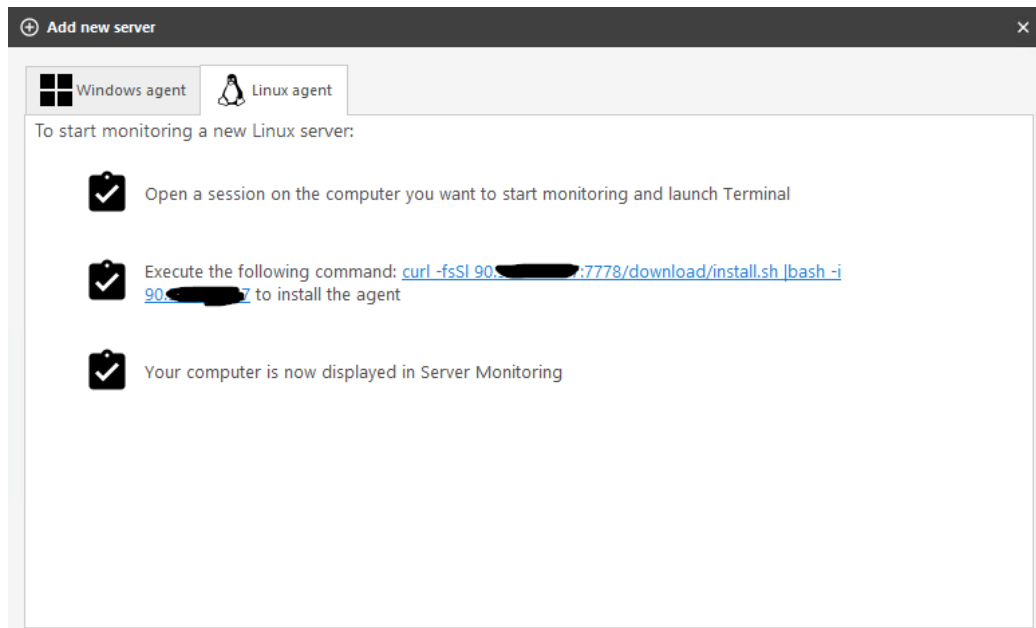 Add new server
Windows agent
Linux agent
To start monitoring a new Linux server:
Open a session on the computer you want to start monitoring and launch Terminal
Execute the following command: curl -fsSl 90. :7778/download/install.sh |bash -i
90. 7 to install the agent
Your computer is now displayed in Server Monitoring